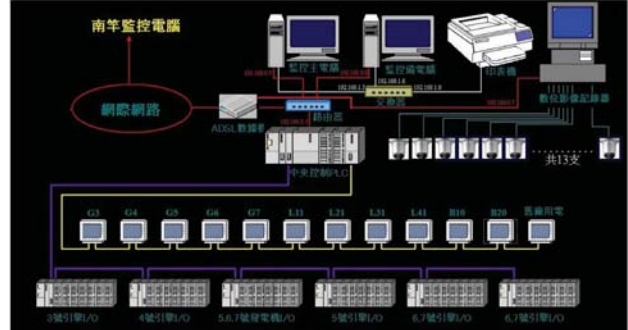 南竿監控電腦
監控主電腦
監控備電腦
印表機
數位影像記錄器
網際網路
ADSL數據機
路由器
交換器
共13支
中央控制PLC
G3
G4
G5
G6
G7
L11
L21
L31
L41
B10
B20
舊廠用電
3號引擎I/O
4號引擎I/O
5.6.7號發電機I/O
5號引擎I/O
6.7號引擎I/O
6.7號引擎I/O